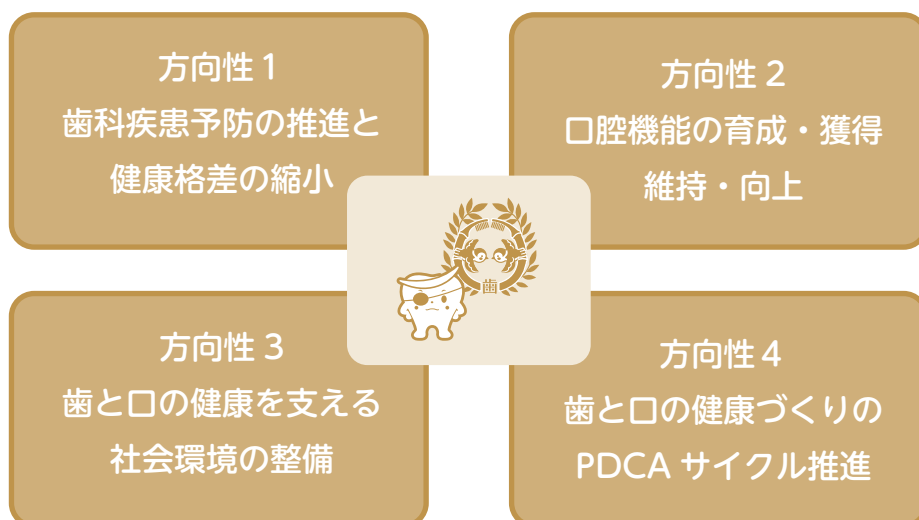 方向性 1
歯科疾患予防の推進と
健康格差の縮小
方向性 2
口腔機能の育成・獲得
維持・向上
歯
方向性 3
歯と口の健康を支える
社会環境の整備
方向性 4
歯と口の健康づくりの
PDCA サイクル推進